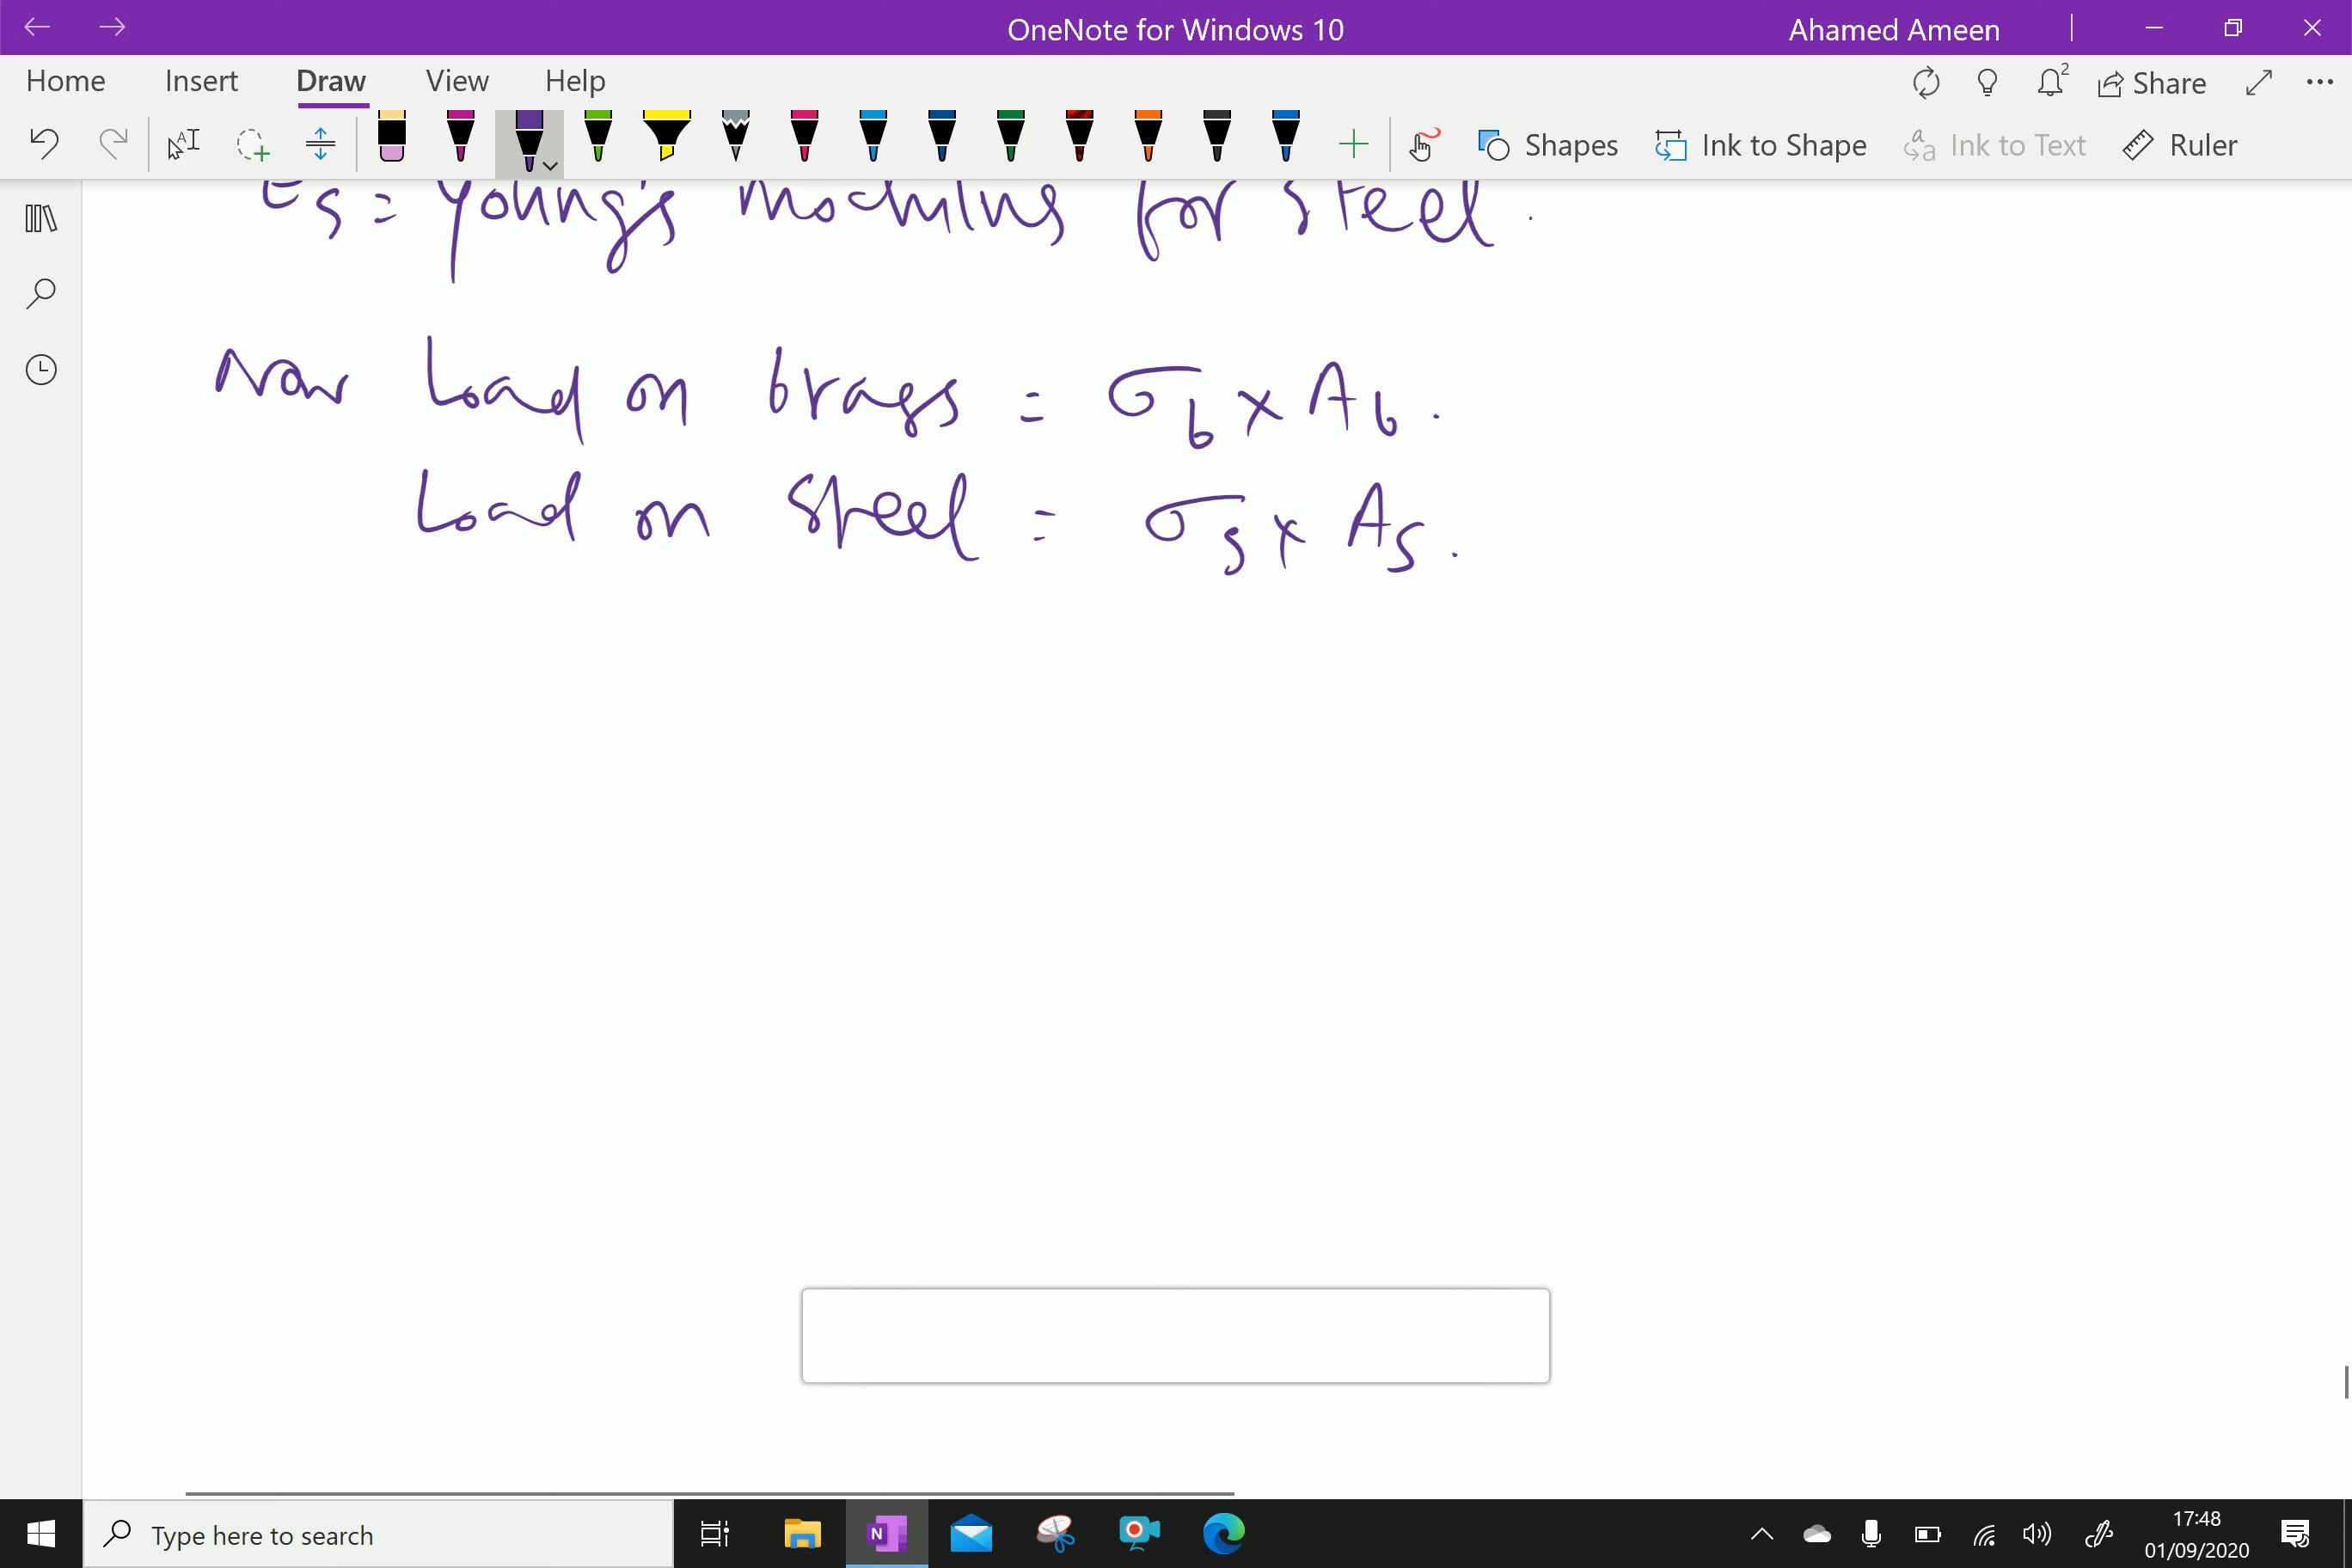 OneNote for Windows 10
Ahamed Ameen
Home Insert Draw View Help
2
Share
Shapes Ink to Shape Ink to Text Ruler
Es = Young's modulus for steel.
Now Load on brass = σb × Ab.
Load on steel = σs × As.
Type here to search
17:48
01/09/2020